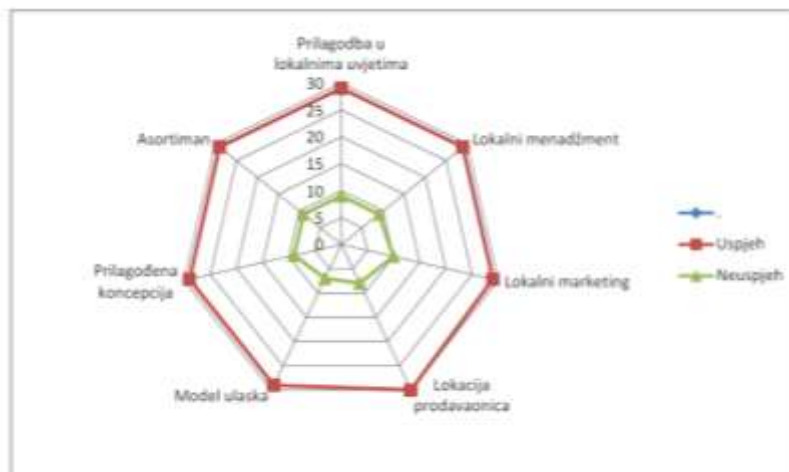 Prilagodba u
lokalnima uvjetima
30
25
20
15
10
5
0
Lokalni menadžment
Lokalni marketing
Lokacija
prodavaonica
Model ulaska
Prilagođena
koncepcija
Asortiman
.
Uspjeh
Neuspjeh